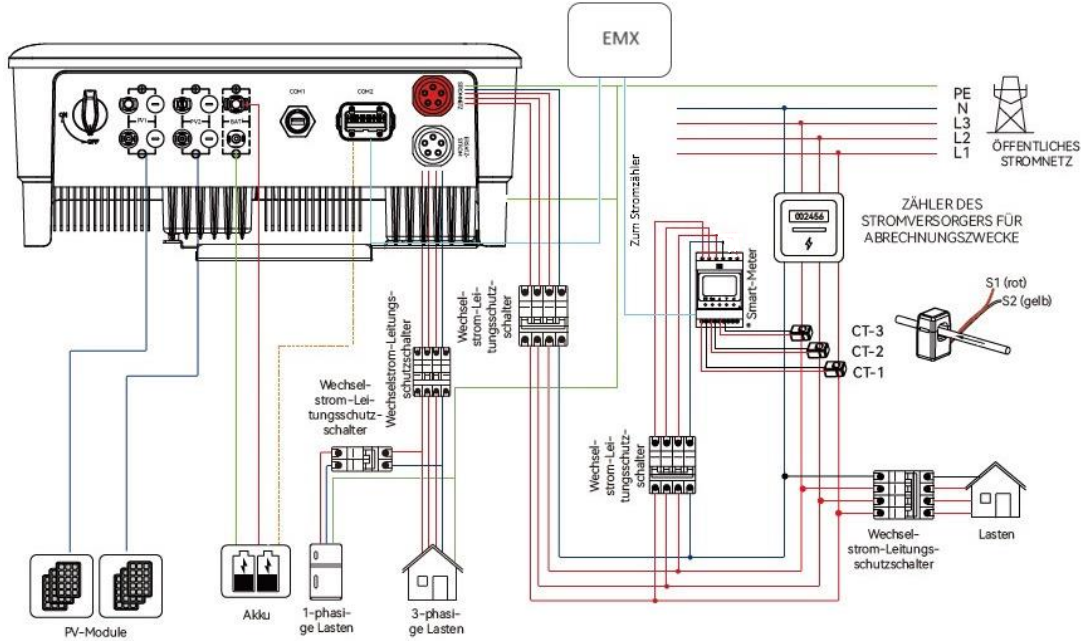 EMX
COM1
COM2
STROMNETZ
ON
OFF
PV1
PV2
BAT
PE
N
L3
L2
L1
ÖFFENTLICHES
STROMNETZ
Zum Stromzähler
002456
ZÄHLER DES
STROMVERSORGERS FÜR
ABRECHNUNGSZWECKE
* Smart-Meter
S1 (rot)
S2 (gelb)
CT-3
CT-2
CT-1
Wechsel-
strom-Lei-
tungsschutz-
schalter
Wechselstrom-Leitungs-
schutzschalter
Wechsel-
strom-Lei-
tungsschutz-
schalter
Wechsel-
strom-Lei-
tungsschutz-
schalter
Wechsel-
strom-Leitungs-
schutzschalter
Lasten
PV-Module
Akku
1-phasi-
ge Lasten
3-phasi-
ge Lasten